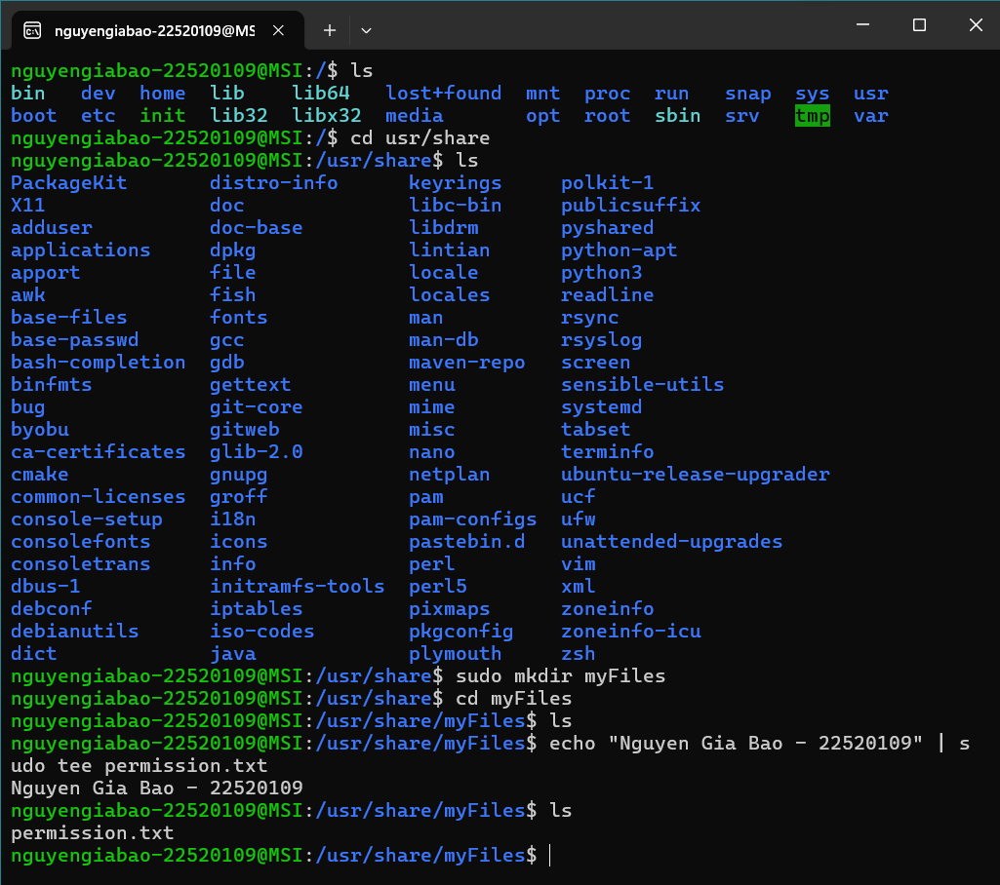 nguyengiabao-22520109@MS
nguyengiabao-22520109@MSI:/$ ls
bin   dev  home  lib    lib64   lost+found  mnt  proc  run   snap  sys  usr
boot  etc  init  lib32  libx32  media       opt  root  sbin  srv   tmp  var
nguyengiabao-22520109@MSI:/$ cd usr/share
nguyengiabao-22520109@MSI:/usr/share$ ls
PackageKit       distro-info      keyrings     polkit-1
X11              doc              libc-bin     publicsuffix
adduser          doc-base         libdrm       pyshared
applications     dpkg             lintian      python-apt
apport           file             locale       python3
awk              fish             locales      readline
base-files       fonts            man          rsync
base-passwd      gcc              man-db       rsyslog
bash-completion  gdb              maven-repo   screen
binfmts          gettext          menu         sensible-utils
bug              git-core         mime         systemd
byobu            gitweb           misc         tabset
ca-certificates  glib-2.0         nano         terminfo
cmake            gnupg            netplan      ubuntu-release-upgrader
common-licenses  groff            pam          ucf
console-setup    i18n             pam-configs  ufw
consolefonts     icons            pastebin.d   unattended-upgrades
consoletrans     info             perl         vim
dbus-1           initramfs-tools  perl5        xml
debconf          iptables         pixmaps      zoneinfo
debianutils      iso-codes        pkgconfig    zoneinfo-icu
dict             java             plymouth     zsh
nguyengiabao-22520109@MSI:/usr/share$ sudo mkdir myFiles
nguyengiabao-22520109@MSI:/usr/share$ cd myFiles
nguyengiabao-22520109@MSI:/usr/share/myFiles$ ls
nguyengiabao-22520109@MSI:/usr/share/myFiles$ echo "Nguyen Gia Bao - 22520109" | s
udo tee permission.txt
Nguyen Gia Bao - 22520109
nguyengiabao-22520109@MSI:/usr/share/myFiles$ ls
permission.txt
nguyengiabao-22520109@MSI:/usr/share/myFiles$